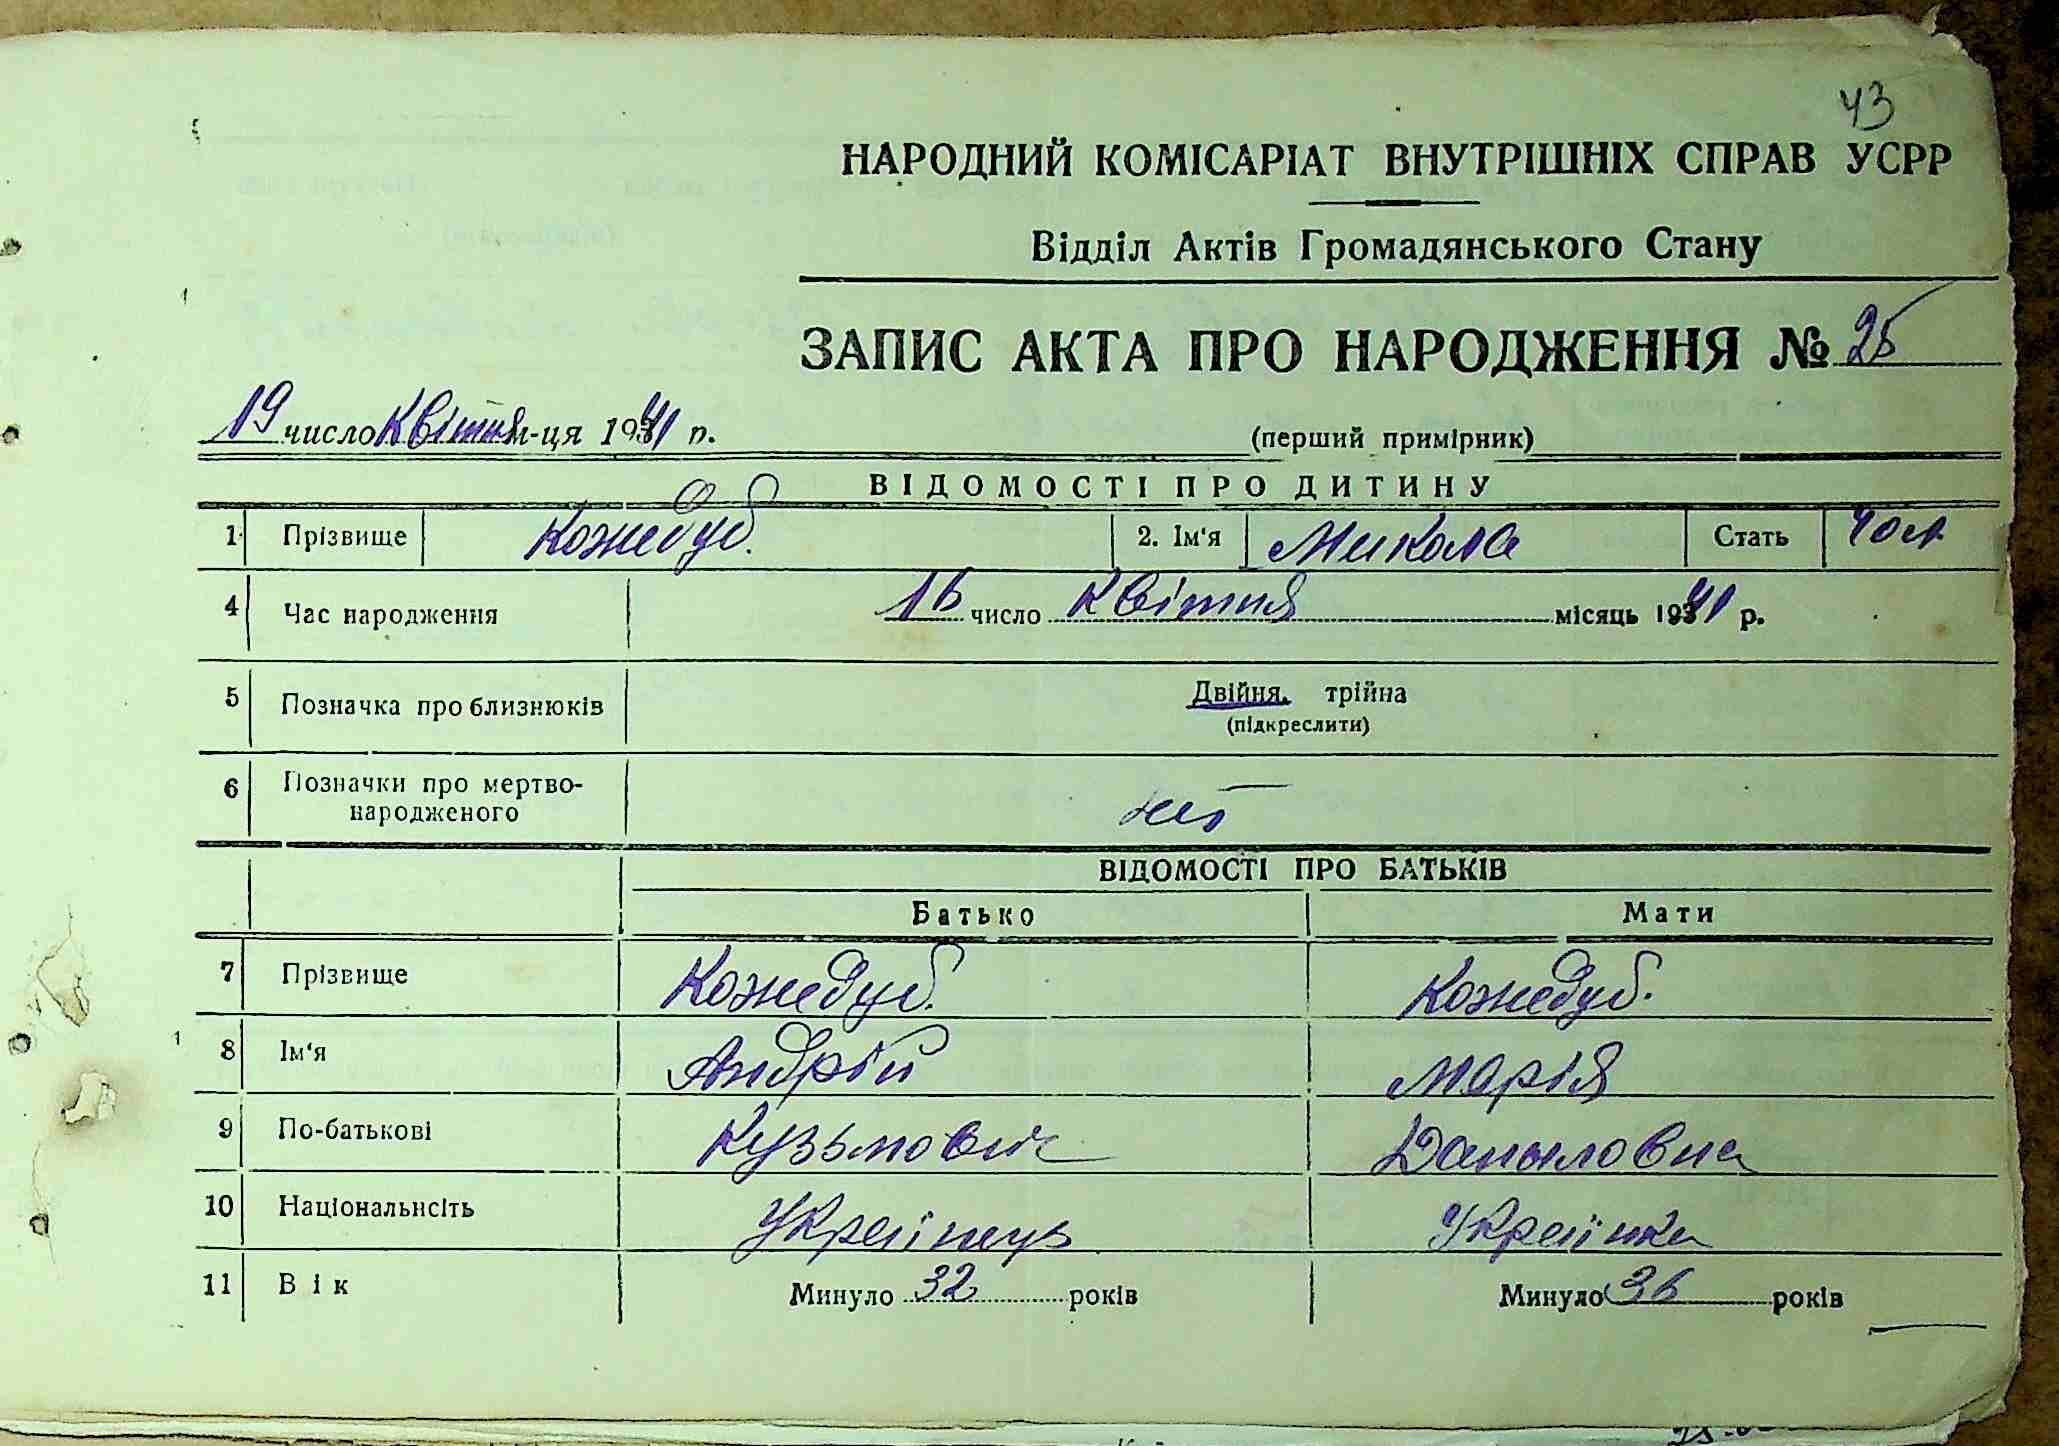 43
НАРОДНИЙ КОМІСАРІАТ ВНУТРІШНІХ СПРАВ УСРР
Відділ Актів Громадянського Стану
ЗАПИС АКТА ПРО НАРОДЖЕННЯ № 25
19 число Квітня м-ця 1941 р. (перший примірник)
ВІДОМОСТІ ПРО ДИТИНУ
1 Прізвище Кожедуб. 2. Ім'я Микола Стать Чол.
4 Час народження 16 число Квітня місяць 1941 р.
5 Позначка про близнюків Двійня, трійна
(підкреслити)
6 Позначки про мертво-
народженого нет
ВІДОМОСТІ ПРО БАТЬКІВ
Батько Мати
7 Прізвище Кожедуб. Кожедуб.
8 Ім'я Андрій Марія
9 По-батькові Кузьмович Даныловна
10 Національність Українець Українка
11 Вік Минуло 32 років Минуло 36 років